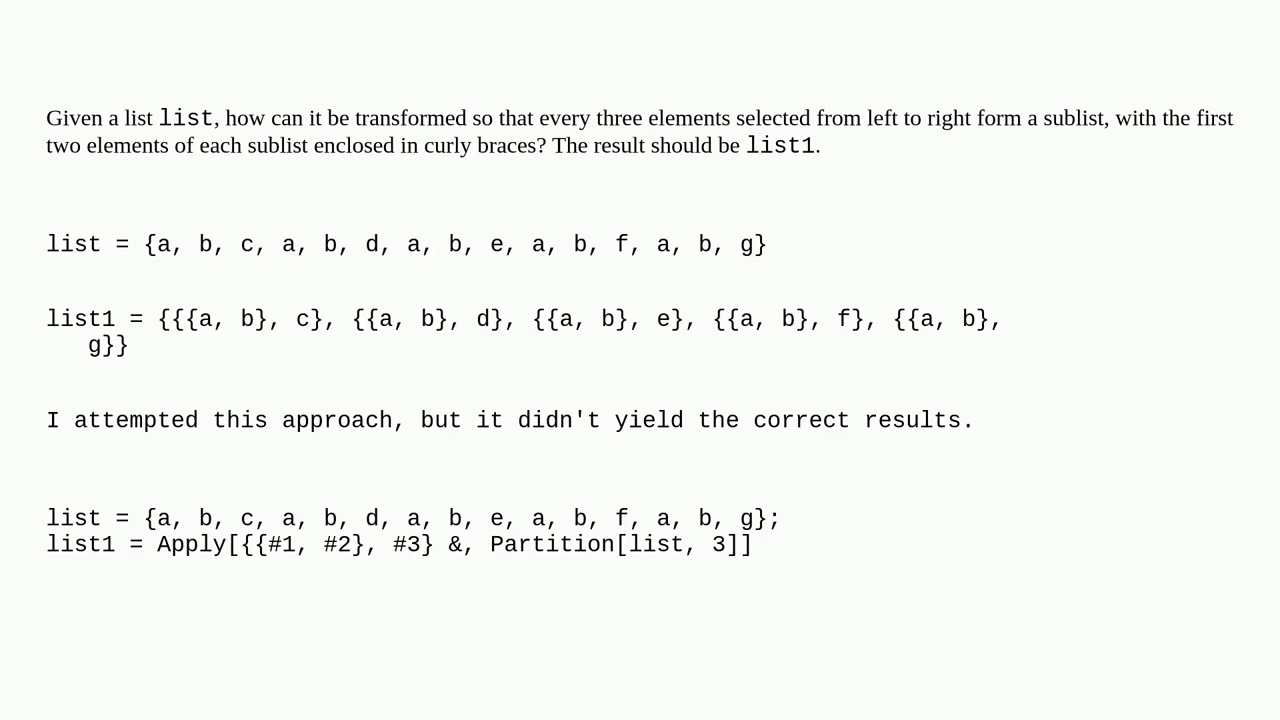 Given a list list, how can it be transformed so that every three elements selected from left to right form a sublist, with the first
two elements of each sublist enclosed in curly braces? The result should be list1.
list = {a, b, c, a, b, d, a, b, e, a, b, f, a, b, g}
list1 = {{{a, b}, c}, {{a, b}, d}, {{a, b}, e}, {{a, b}, f}, {{a, b},
g}}
I attempted this approach, but it didn't yield the correct results.
list = {a, b, c, a, b, d, a, b, e, a, b, f, a, b, g};
list1 = Apply[{{#1, #2}, #3} &, Partition[list, 3]]